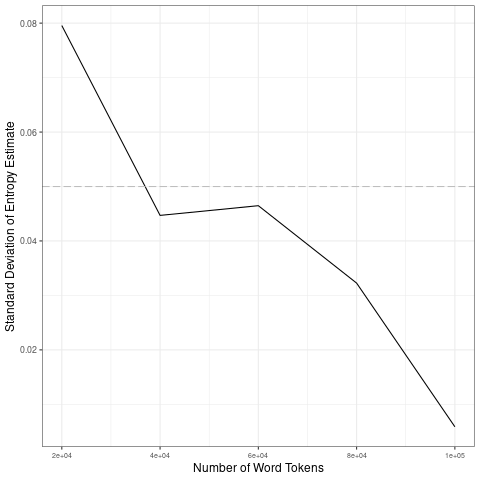 Standard Deviation of Entropy Estimate
0.08
0.06
0.04
0.02
2e+04 4e+04 6e+04 8e+04 1e+05
Number of Word Tokens